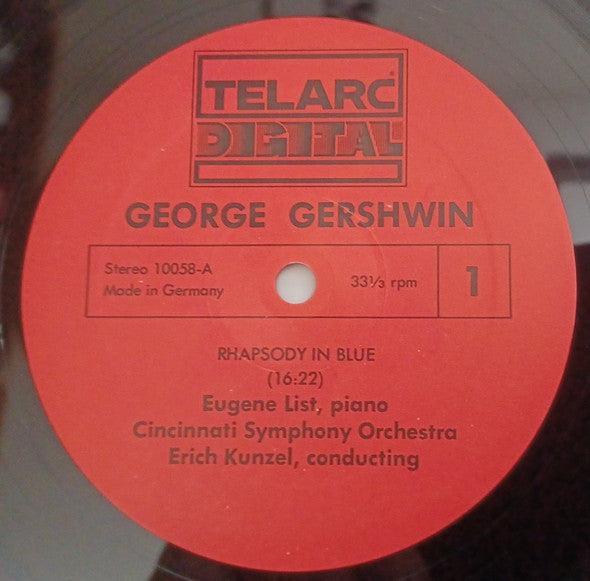 TELARC®
DIGITAL
GEORGE GERSHWIN
Stereo 10058-A
Made in Germany
33⅓ rpm
1
RHAPSODY IN BLUE
(16:22)
Eugene List, piano
Cincinnati Symphony Orchestra
Erich Kunzel, conducting